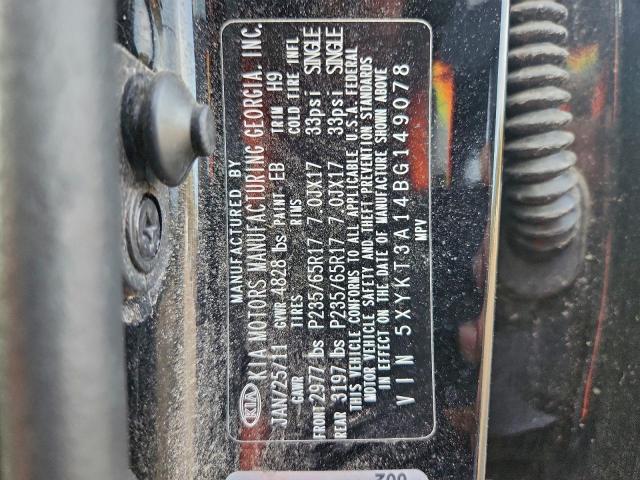 MANUFACTURED BY
KIA KIA MOTORS MANUFACTURING GEORGIA. INC.
JAN/25/11 GVWR 4828 lbs PAINT EB TRIM H9
GAWR TIRES RIMS COLD TIRE INFL
FRONT 2977 lbs P235/65R17 7.0JX17 33psi SINGLE
REAR 3197 lbs P235/65R17 7.0JX17 33psi SINGLE
THIS VEHICLE CONFORMS TO ALL APPLICABLE U.S.A. FEDERAL
MOTOR VEHICLE SAFETY AND THEFT PREVENTION STANDARDS
IN EFFECT ON THE DATE OF MANUFACTURE SHOWN ABOVE
VIN 5XYKT3A14BG149078
MPV